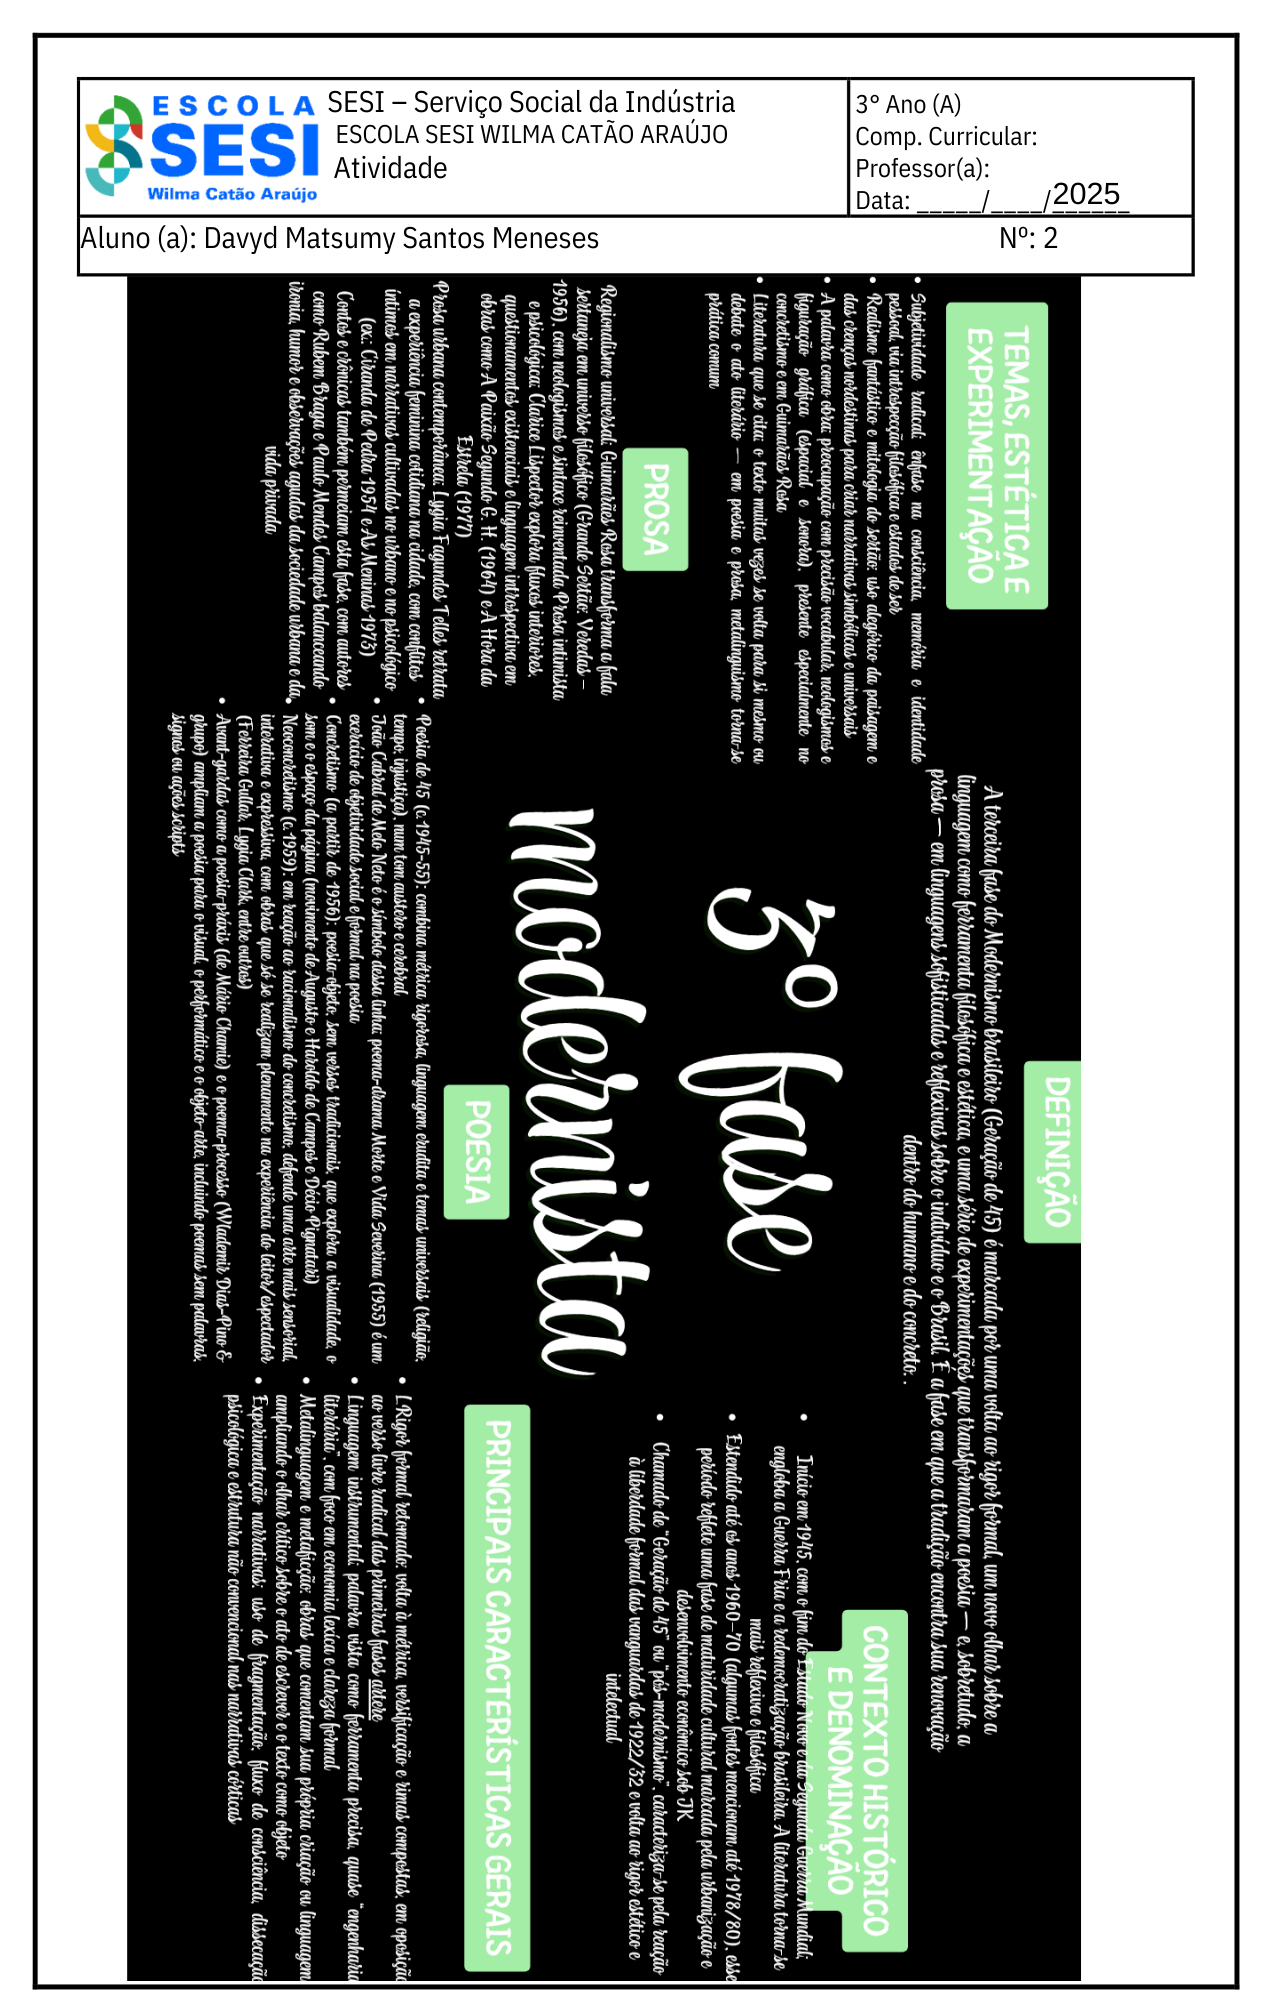 ESCOLA
SESI
Wilma Catão Araújo
SESI – Serviço Social da Indústria
ESCOLA SESI WILMA CATÃO ARAÚJO
Atividade
3° Ano (A)
Comp. Curricular:
Professor(a):
Data: _____/____/2025
Aluno (a): Davyd Matsumy Santos Meneses
Nº: 2
TEMAS, ESTÉTICA E
EXPERIMENTAÇÃO
• Subjetividade radical: ênfase na consciência, memória e identidade
pessoal, via introspecção filosófica e estados de ser
• Realismo fantástico e mitologia do sertão: uso alegórico da paisagem e
das crenças nordestinas para criar narrativas simbólicas e universais
• A palavra como obra: preocupação com precisão vocabular, neologismos e
figuração gráfica (espacial e sonora), presente especialmente no
concretismo e em Guimarães Rosa
• Literatura que se cita: o texto muitas vezes se volta para si mesmo ou
debate o ato literário — em poesia e prosa, metalinguismo torna-se
prática comum
PROSA
Regionalismo universal: Guimarães Rosa transforma a fala
sertaneja em universo filosófico (Grande Sertão: Veredas –
1956), com neologismos e sintaxe reinventada. Prosa intimista
e psicológica: Clarice Lispector explora fluxos interiores,
questionamentos existenciais e linguagem introspectiva em
obras como A Paixão Segundo G. H. (1964) e A Hora da
Estrela (1977)
Prosa urbana contemporânea: Lygia Fagundes Telles retrata
a experiência feminina cotidiana na cidade, com conflitos
íntimos em narrativas cultivadas no urbano e no psicológico
(ex.: Ciranda de Pedra 1954 e As Meninas 1973)
Contos e crônicas também permeiam esta fase, com autores
como Rubem Braga e Paulo Mendes Campos balanceando
ironia, humor e observações agudas da sociedade urbana e da
vida privada
DEFINIÇÃO
A terceira fase do Modernismo brasileiro (Geração de 45) é marcada por uma volta ao rigor formal, um novo olhar sobre a
linguagem como ferramenta filosófica e estética, e uma série de experimentações que transformaram a poesia — e, sobretudo, a
prosa — em linguagens sofisticadas e reflexivas sobre o indivíduo e o Brasil. É a fase em que a tradição encontra sua renovação
dentro do humano e do concreto. .
3° fase
modernista
POESIA
• Poesia de 45 (c.1945–55): combina métrica rigorosa, linguagem erudita e temas universais (religião,
tempo, injustiça), num tom austero e cerebral
• João Cabral de Melo Neto é o símbolo dessa linha: poema-drama Morte e Vida Severina (1955) é um
exercício de objetividade social e formal na poesia
• Concretismo (a partir de 1956): poesia-objeto, sem versos tradicionais, que explora a visualidade, o
som e o espaço da página (movimento de Augusto e Haroldo de Campos e Décio Pignatari)
• Neoconcretismo (c.1959): em reação ao racionalismo do concretismo, defende uma arte mais sensorial,
interativa e expressiva, com obras que só se realizam plenamente na experiência do leitor/espectador
(Ferreira Gullar, Lygia Clark, entre outros)
• Avant-gardas como a poesia-práxis (de Mário Chamie) e o poema-processo (Wlademir Dias-Pino &
grupo) ampliam a poesia para o visual, o performático e o objeto-arte, incluindo poemas sem palavras,
signos ou ações scripts
CONTEXTO HISTÓRICO
E DENOMINAÇÃO
• Início em 1945, com o fim do Estado Novo e da Segunda Guerra Mundial;
engloba a Guerra Fria e a redemocratização brasileira. A literatura torna-se
mais reflexiva e filosófica
• Estendido até os anos 1960–70 (algumas fontes mencionam até 1978/80), esse
período reflete uma fase de maturidade cultural marcada pela urbanização e
desenvolvimento econômico sob JK
• Chamado de “Geração de 45” ou “pós-modernismo”, caracteriza-se pela reação
à liberdade formal das vanguardas de 1922/32 e volta ao rigor estético e
intelectual
PRINCIPAIS CARACTERÍSTICAS GERAIS
• L'Rigor formal retomado: volta à métrica, versificação e rimas compostas, em oposição
ao verso livre radical das primeiras fases
• Linguagem instrumental: palavra vista como ferramenta precisa, quase “engenharia
literária”, com foco em economia lexica e clareza formal
• Metalinguagem e metaficção: obras que comentam sua própria criação ou linguagem
ampliando o olhar crítico sobre o ato de escrever e o texto como objeto
• Experimentação narrativas: uso de fragmentação, fluxo de consciência, dissecação
psicológica e estrutura não convencional nas narrativas